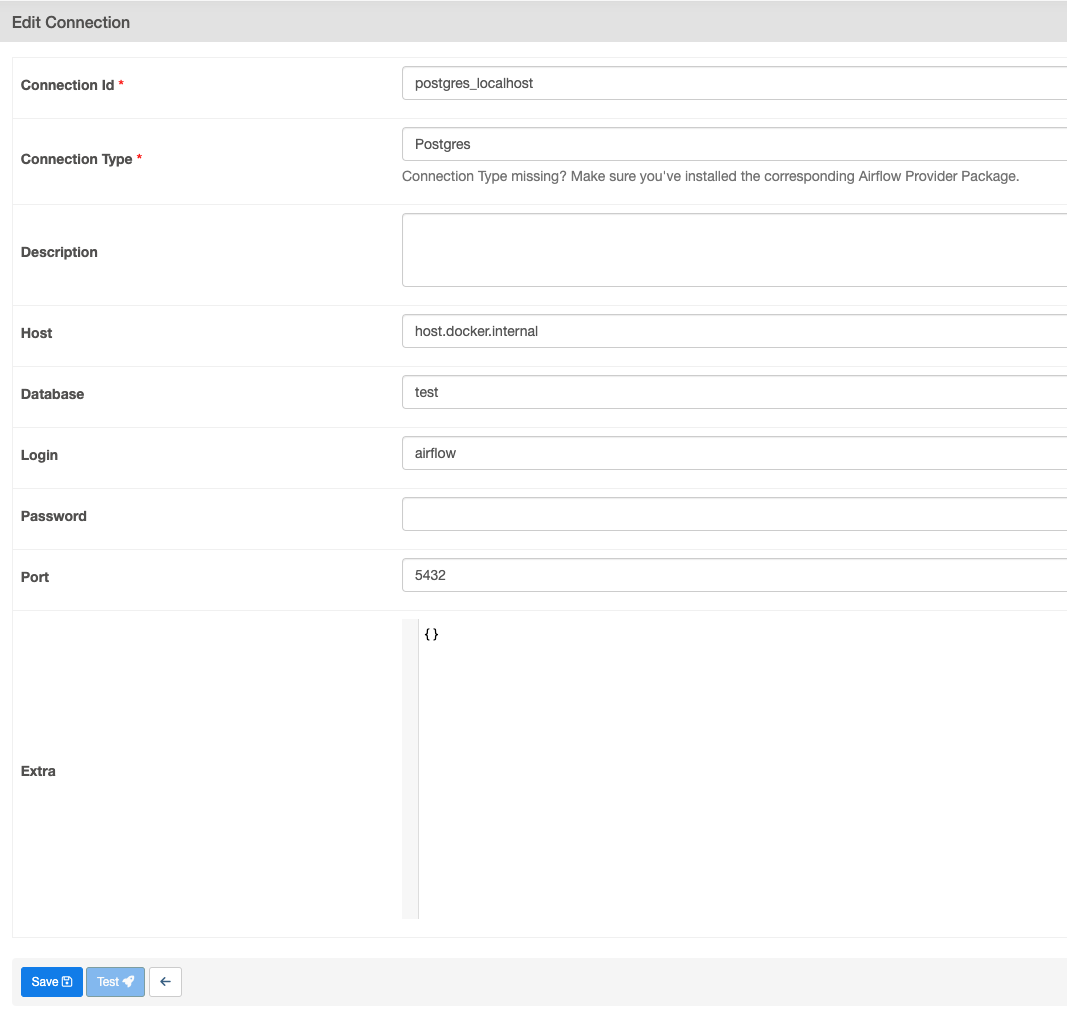 Edit Connection
Connection Id *
postgres_localhost
Connection Type *
Postgres
Connection Type missing? Make sure you've installed the corresponding Airflow Provider Package.
Description
Host
host.docker.internal
Database
test
Login
airflow
Password
Port
5432
Extra
{}
Save
Test